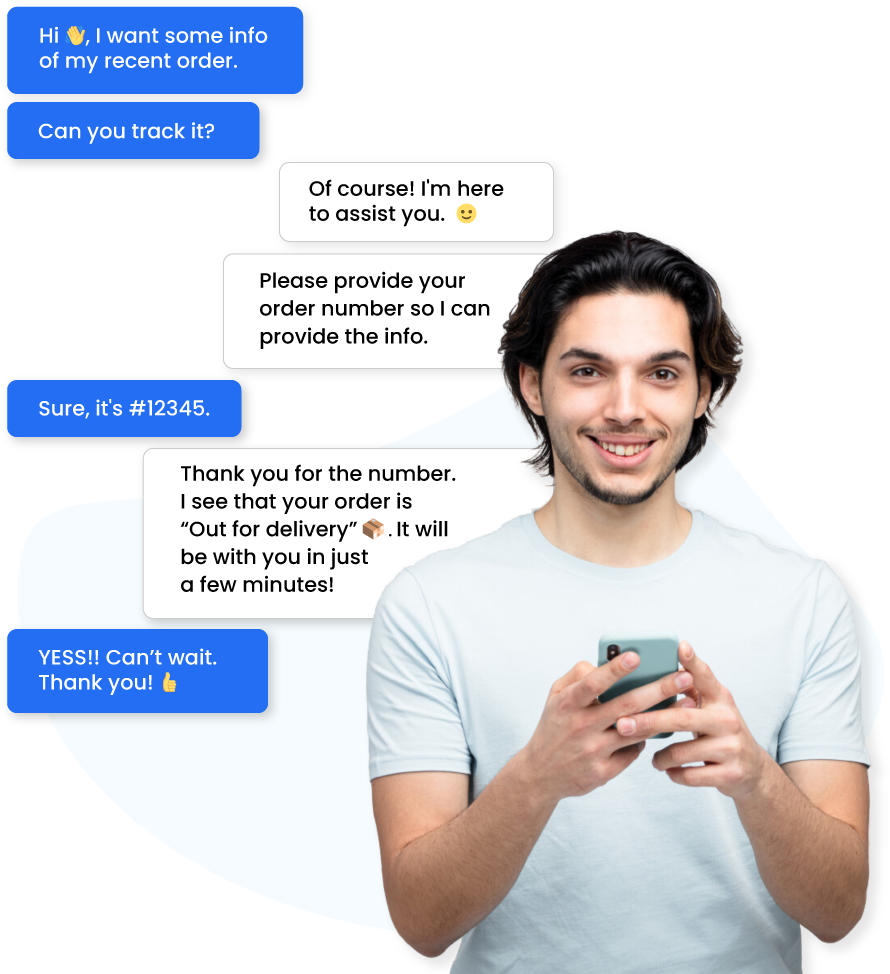 Hi 👋, I want some info
of my recent order.
Can you track it?
Of course! I'm here
to assist you. 🙂
Please provide your
order number so I can
provide the info.
Sure, it's #12345.
Thank you for the number.
I see that your order is
“Out for delivery” 📦 . It will
be with you in just
a few minutes!
YESS!! Can’t wait.
Thank you! 👍